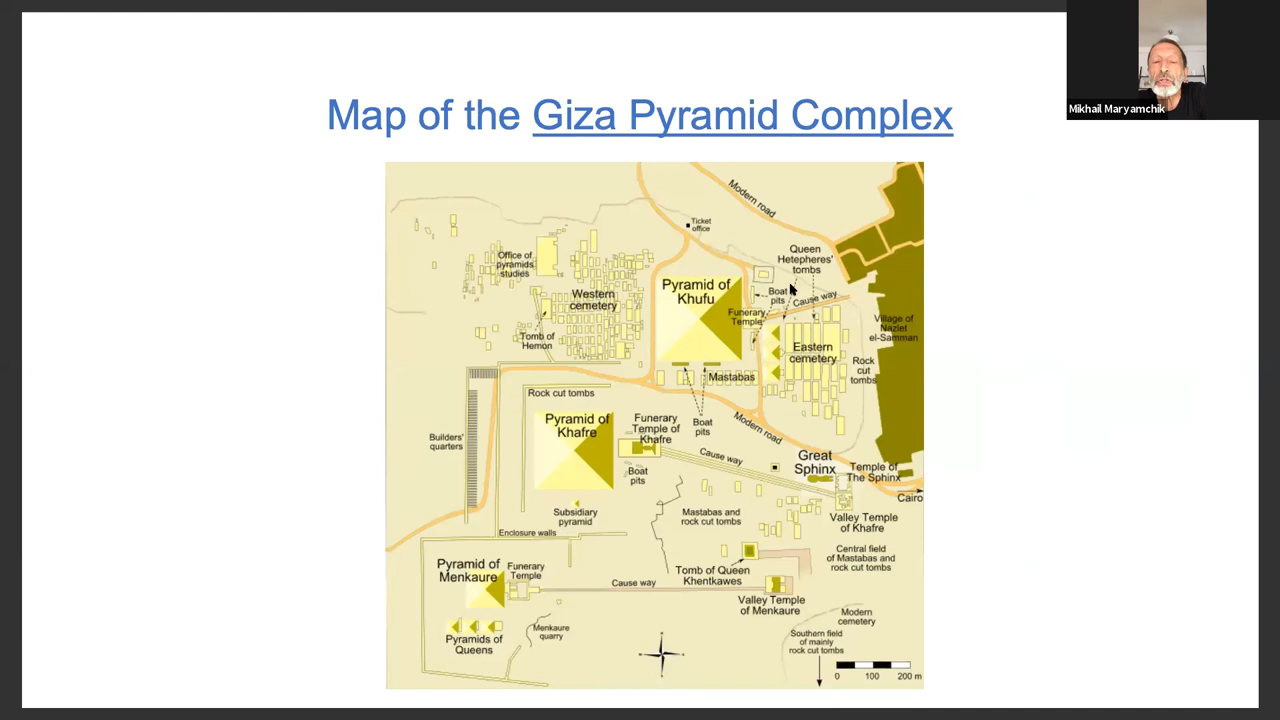 Mikhail Maryamchik
Map of the Giza Pyramid Complex
Modern road
Ticket
office
Queen
Hetepheres'
tombs
Office of
pyramids
studies
Western
cemetery
Pyramid of
Khufu
Boat
pits
Cause way
Funerary
Temple
Village of
Nazlet
el-Samman
Tomb of
Hemon
Eastern
cemetery
Rock
cut
tombs
Mastabas
Rock cut tombs
Pyramid of
Khafre
Funerary
Temple of
Khafre
Boat
pits
Modern road
Builders'
quarters
Cause way
Great
Sphinx
Temple of
The Sphinx
Boat
pits
Cairo
Subsidiary
pyramid
Mastabas and
rock cut tombs
Valley Temple
of Khafre
Enclosure walls
Central field
of Mastabas and
rock cut tombs
Pyramid of
Menkaure
Funerary
Temple
Tomb of Queen
Khentkawes
Cause way
Valley Temple
of Menkaure
Modern
cemetery
Menkaure
quarry
Pyramids of
Queens
Southern field
of mainly
rock cut tombs
0 100 200 m